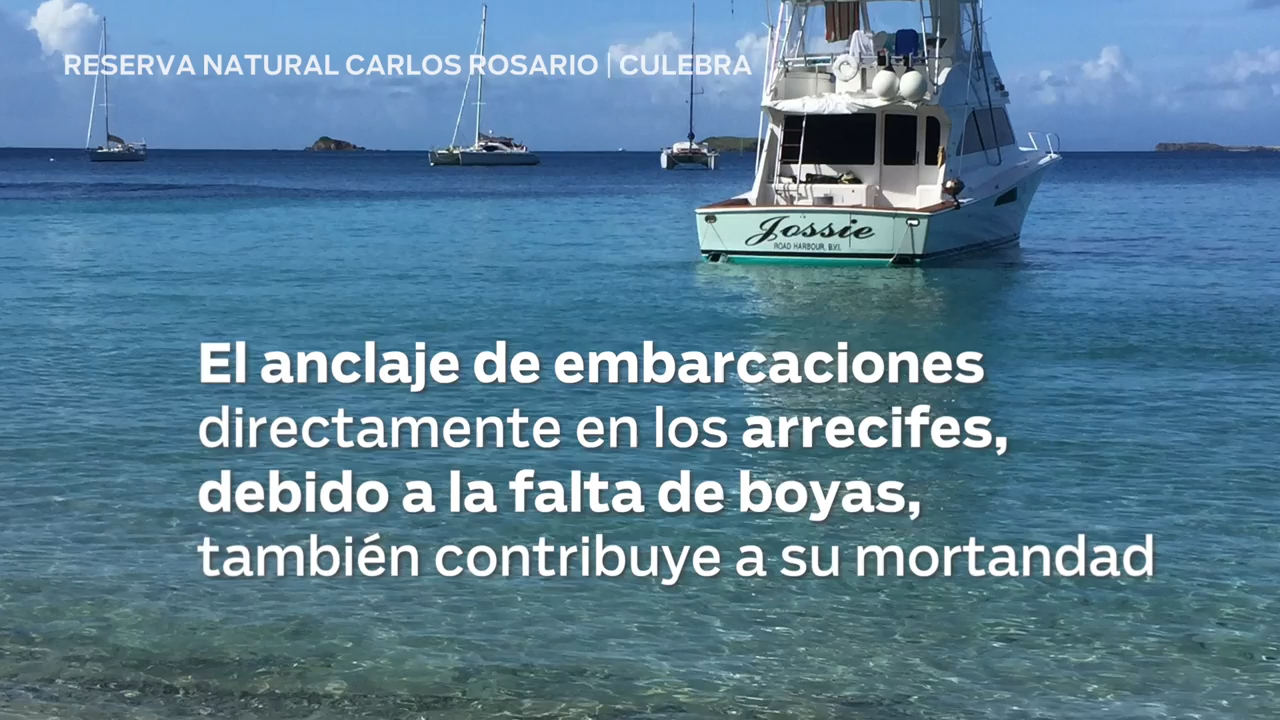 RESERVA NATURAL CARLOS ROSARIO | CULEBRA
Jossie
ROAD HARBOUR, B.V.I.
El anclaje de embarcaciones
directamente en los arrecifes,
debido a la falta de boyas,
también contribuye a su mortandad